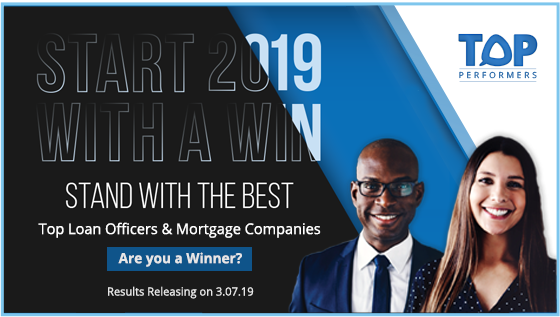 START 2019
WITH A WIN
STAND WITH THE BEST
Top Loan Officers & Mortgage Companies
Are you a Winner?
Results Releasing on 3.07.19
TOP
PERFORMERS